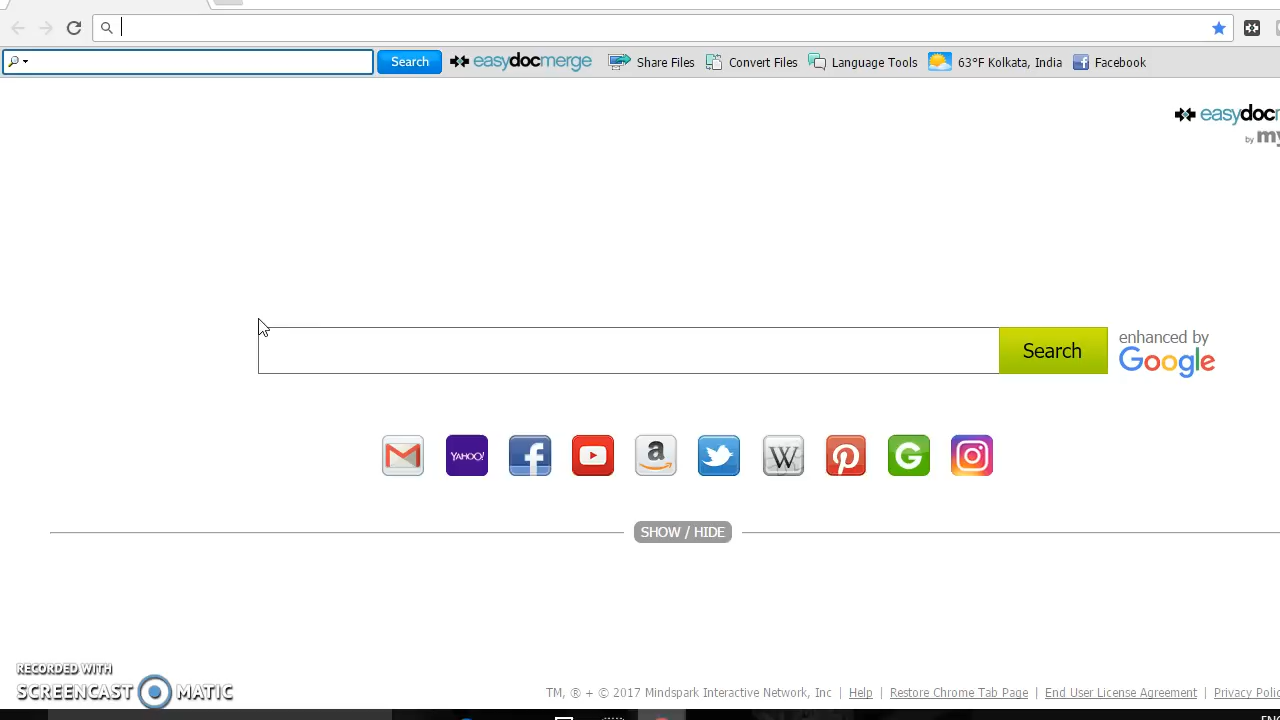 Search easydocmerge Share Files Convert Files Language Tools 63°F Kolkata, India Facebook
easydoc
by my
Search
enhanced by
Google
YAHOO!
SHOW / HIDE
RECORDED WITH
SCREENCAST MATIC
TM, ® + © 2017 Mindspark Interactive Network, Inc | Help | Restore Chrome Tab Page | End User License Agreement | Privacy Poli